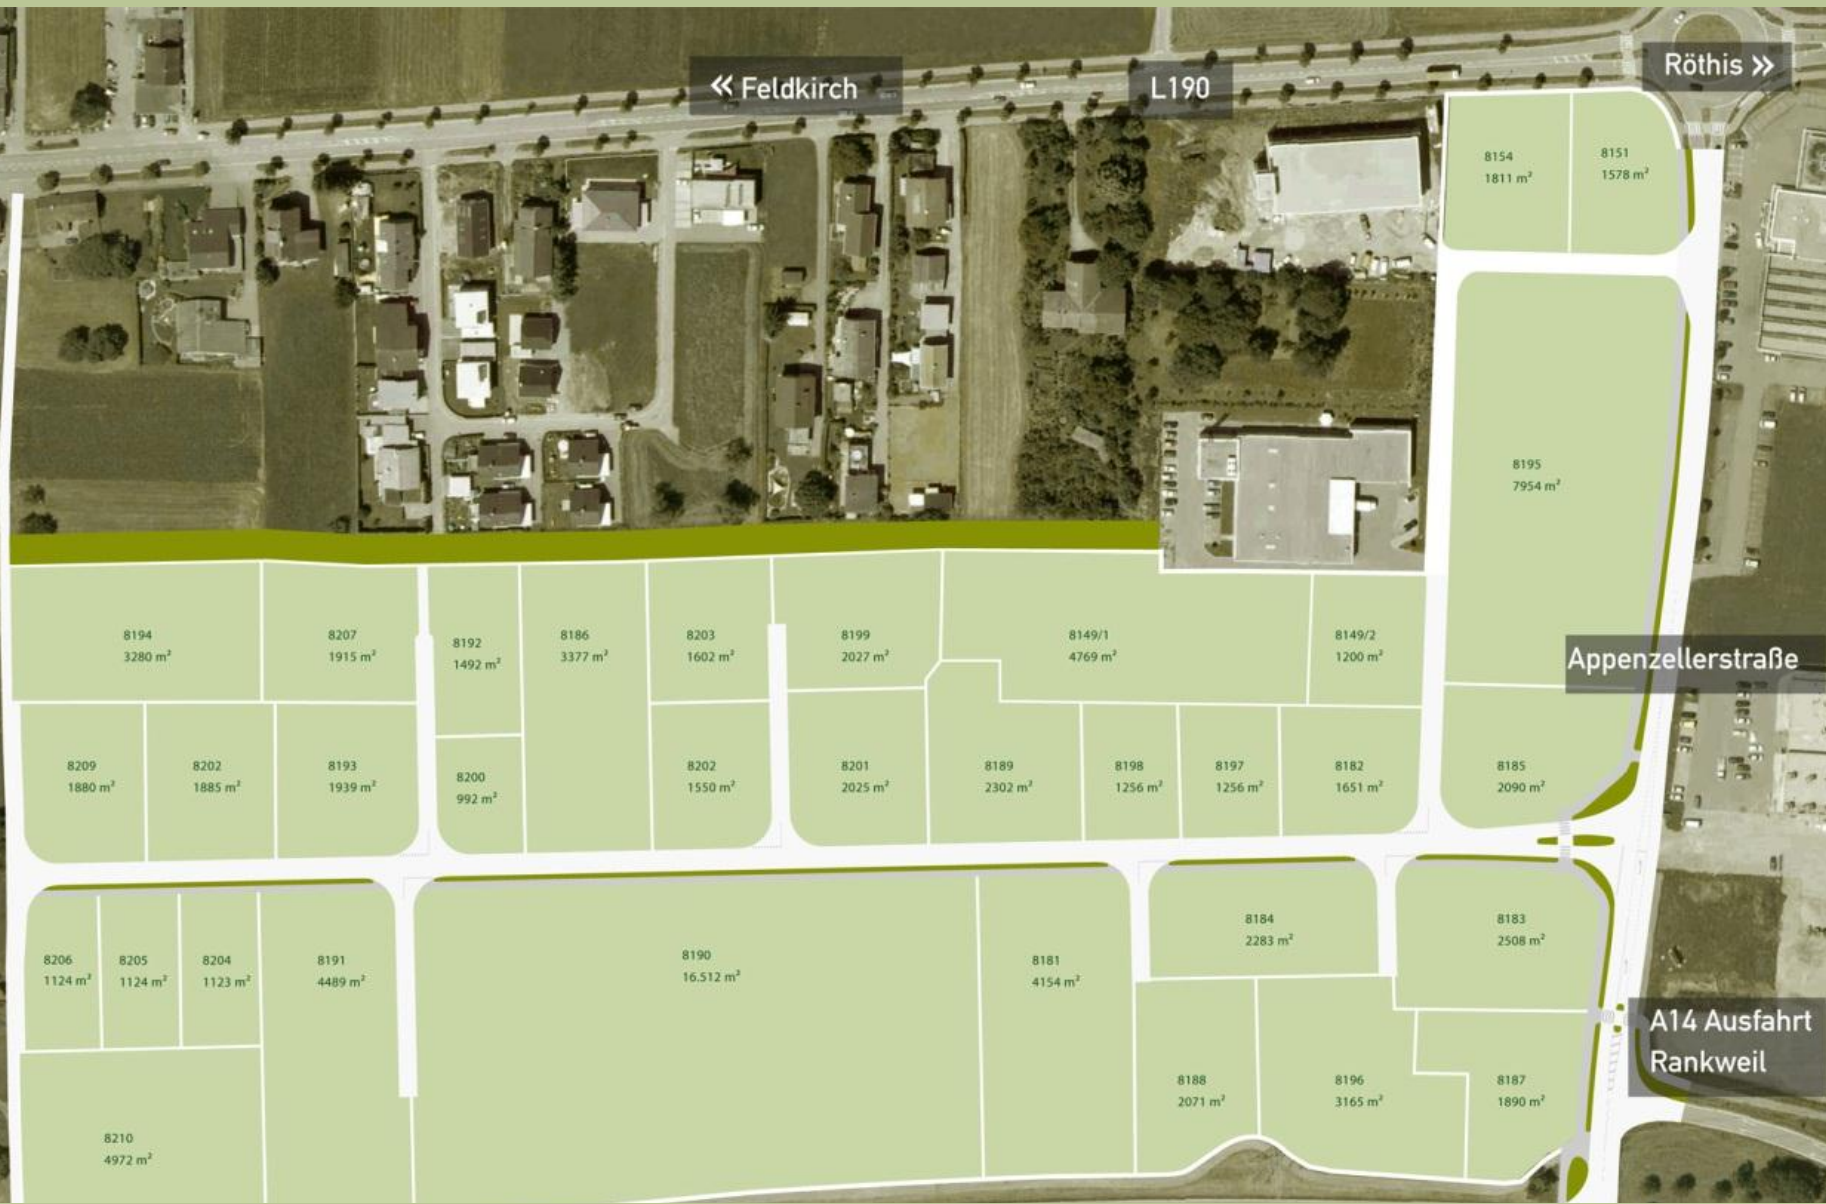 « Feldkirch
L190
Röthis »
8154
1811 m²
8151
1578 m²
8195
7954 m²
Appenzellerstraße
8194
3280 m²
8207
1915 m²
8192
1492 m²
8186
3377 m²
8203
1602 m²
8199
2027 m²
8149/1
4769 m²
8149/2
1200 m²
8209
1880 m²
8202
1885 m²
8193
1939 m²
8200
992 m²
8202
1550 m²
8201
2025 m²
8189
2302 m²
8198
1256 m²
8197
1256 m²
8182
1651 m²
8185
2090 m²
8206
1124 m²
8205
1124 m²
8204
1123 m²
8191
4489 m²
8190
16.512 m²
8181
4154 m²
8184
2283 m²
8183
2508 m²
A14 Ausfahrt
Rankweil
8188
2071 m²
8196
3165 m²
8187
1890 m²
8210
4972 m²